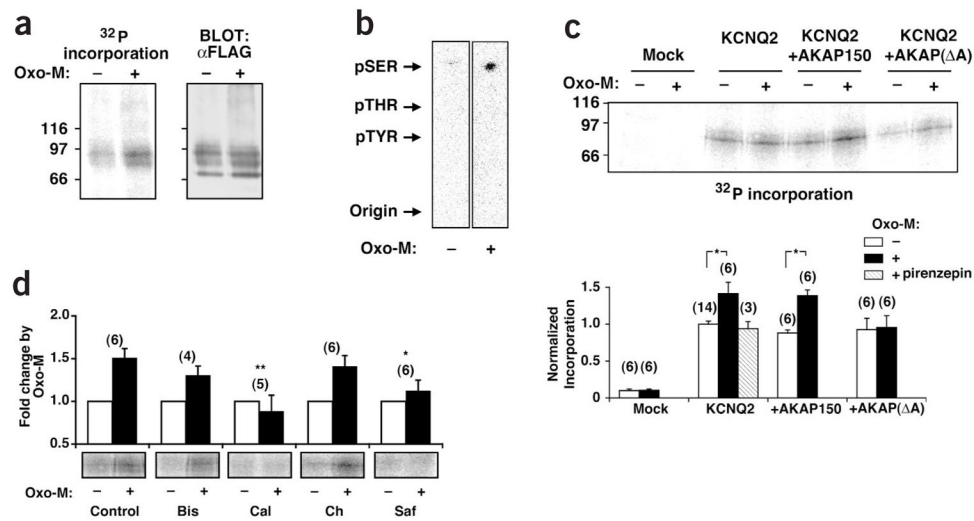 a
32P
incorporation
BLOT:
αFLAG
Oxo-M: – + – +
116
97
66
b
pSER
pTHR
pTYR
Origin
Oxo-M: – +
c
Mock
KCNQ2
KCNQ2
+AKAP150
KCNQ2
+AKAP(ΔA)
Oxo-M: – + – + – + – +
116
97
66
32P incorporation
Oxo-M:
–
+
+ pirenzepin
Normalized
Incorporation
1.5
1.0
0.5
0
(6) (6)
(14) * (6) (3)
(6) * (6)
(6) (6)
Mock KCNQ2 +AKAP150 +AKAP(ΔA)
d
Fold change by
Oxo-M
2.0
1.5
1.0
0.5
(6)
(4)
**
(5)
(6)
*
(6)
Oxo-M: – + – + – + – + – +
Control Bis Cal Ch Saf